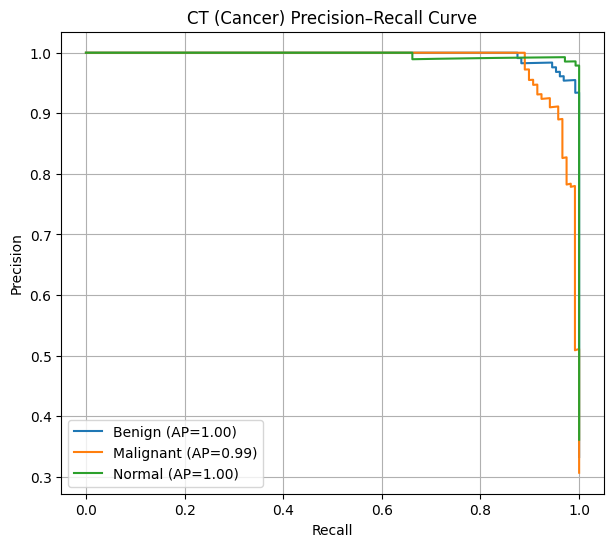 CT (Cancer) Precision–Recall Curve
1.0
0.9
0.8
0.7
0.6
0.5
0.4
0.3
Precision
Benign (AP=1.00)
Malignant (AP=0.99)
Normal (AP=1.00)
0.0 0.2 0.4 0.6 0.8 1.0
Recall